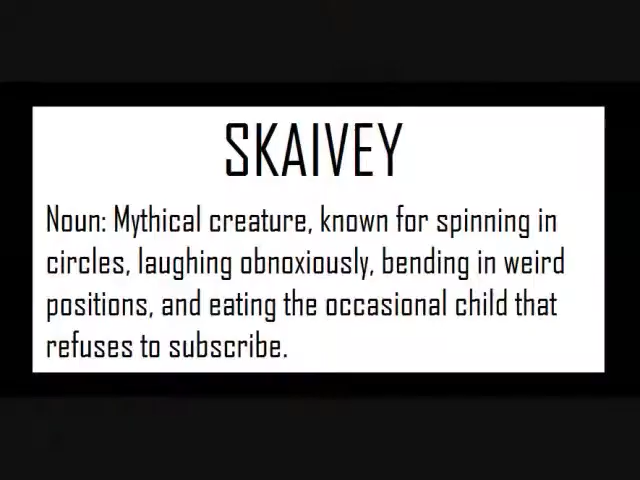 SKAIVEY
Noun: Mythical creature, known for spinning in
circles, laughing obnoxiously, bending in weird
positions, and eating the occasional child that
refuses to subscribe.